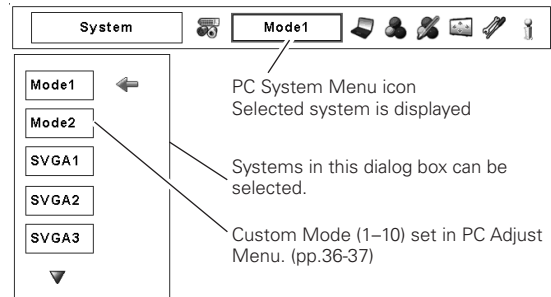 System
Mode1
Mode1
Mode2
SVGA1
SVGA2
SVGA3
PC System Menu icon
Selected system is displayed
Systems in this dialog box can be
selected.
Custom Mode (1–10) set in PC Adjust
Menu. (pp.36-37)